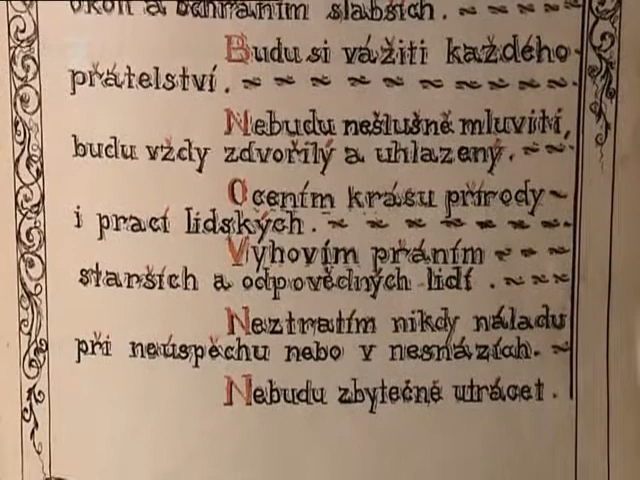 a ochráním slabších.
Budu si vážiti každého
přátelství.
Nebudu neslušně mluviti,
budu vždy zdvořilý a uhlazený.
Ocením krásu přírody
i prací lidských.
Vyhovím přáním
starších a odpovědných lidí.
Neztratím nikdy náladu
při neúspěchu nebo v nesnázích.
Nebudu zbytečně utrácet.